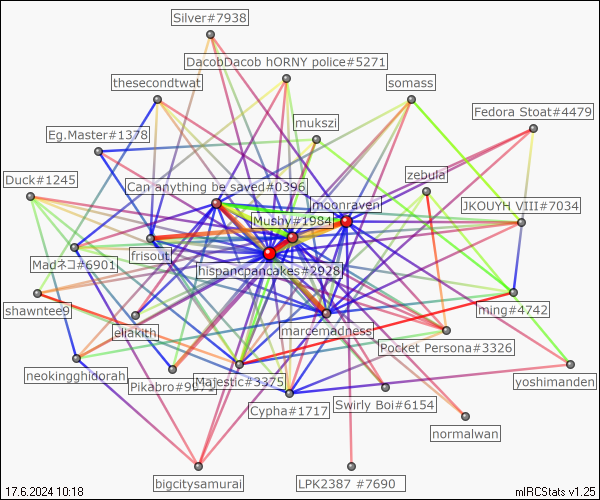 Silver#7938
DacobDacob hORNY police#5271
thesecondtwat
somass
Fedora Stoat#4479
mukszi
Eg.Master#1378
zebula
Duck#1245
Can anything be saved#0396
moonraven
JKOUYH VIII#7034
Mushy#1984
frisout
Madネコ#6901
hispancpancakes#2928
shawntee9
eliakith
marcemadness
ming#4742
Pocket Persona#3326
neokingghidorah
Majestic#3375
yoshimanden
Cypha#1717
Swirly Boi#6154
normalwan
bigcitysamurai
LPK2387 #7690
17.6.2024 10:18
mIRCStats v1.25